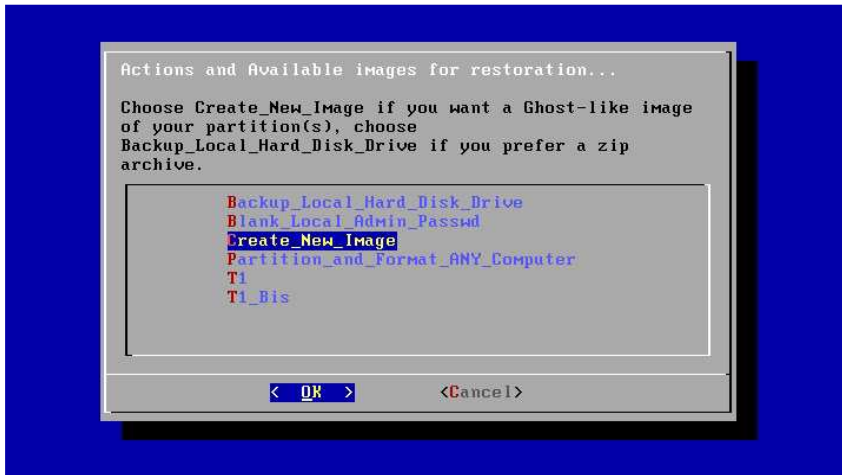 Actions and Available images for restoration...
Choose Create_New_Image if you want a Ghost-like image
of your partition(s), choose
Backup_Local_Hard_Disk_Drive if you prefer a zip
archive.
Backup_Local_Hard_Disk_Drive
Blank_Local_Admin_Passwd
Create_New_Image
Partition_and_Format_ANY_Computer
T1
T1_Bis
< OK > <Cancel>